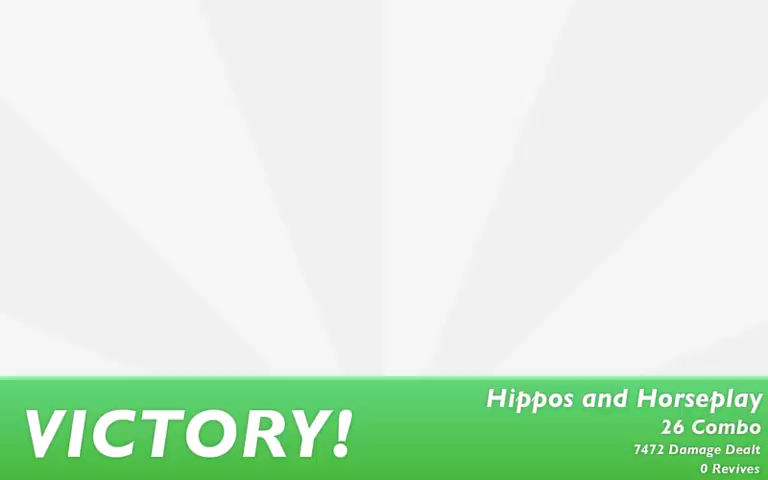 VICTORY!
Hippos and Horseplay
26 Combo
7472 Damage Dealt
0 Revives